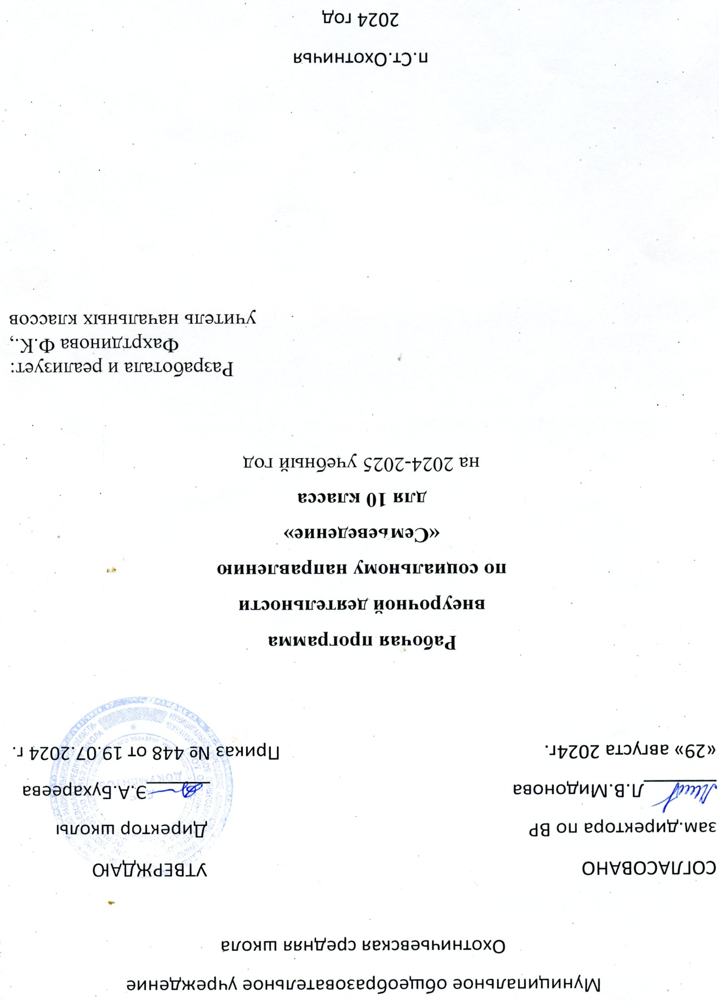 Муниципальное общеобразовательное учреждение
Охотничьевская средняя школа
СОГЛАСОВАНО
зам.директора по ВР
Л.В.Мидонова
«29» августа 2024г.
УТВЕРЖДАЮ
Директор школы
Э.А.Бухареева
Приказ № 448 от 19.07.2024 г.
Рабочая программа
внеурочной деятельности
по социальному направлению
«Семьеведение»
для 10 класса
на 2024-2025 учебный год
Разработала и реализует:
Фахртдинова Ф.К.,
учитель начальных классов
п.Ст.Охотничья
2024 год